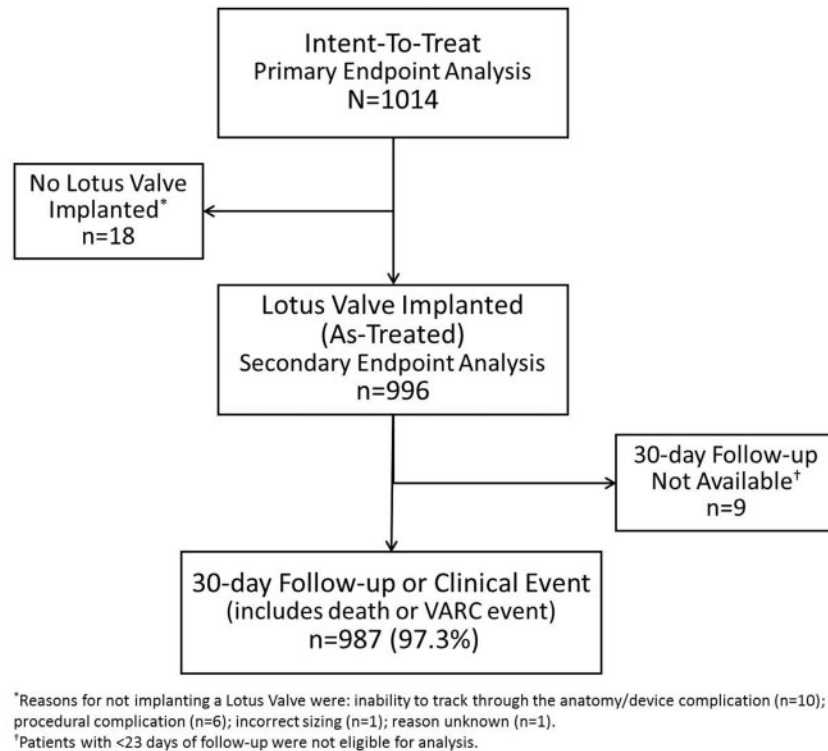 Intent-To-Treat
Primary Endpoint Analysis
N=1014
No Lotus Valve
Implanted*
n=18
Lotus Valve Implanted
(As-Treated)
Secondary Endpoint Analysis
n=996
30-day Follow-up
Not Available†
n=9
30-day Follow-up or Clinical Event
(includes death or VARC event)
n=987 (97.3%)
*Reasons for not implanting a Lotus Valve were: inability to track through the anatomy/device complication (n=10);
procedural complication (n=6); incorrect sizing (n=1); reason unknown (n=1).
†Patients with <23 days of follow-up were not eligible for analysis.